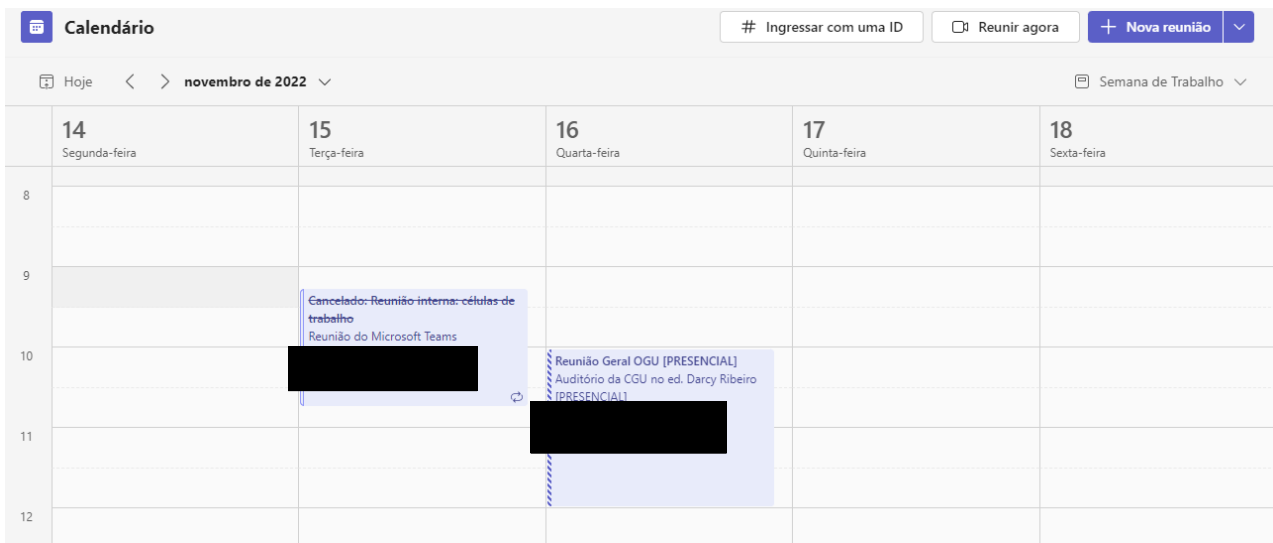 Calendário
# Ingressar com uma ID
Reunir agora
+ Nova reunião
Hoje
novembro de 2022
Semana de Trabalho
14
Segunda-feira
15
Terça-feira
16
Quarta-feira
17
Quinta-feira
18
Sexta-feira
8
9
Cancelado: Reunião interna: células de
trabalho
Reunião do Microsoft Teams
10
Reunião Geral OGU [PRESENCIAL]
Auditório da CGU no ed. Darcy Ribeiro
[PRESENCIAL]
11
12